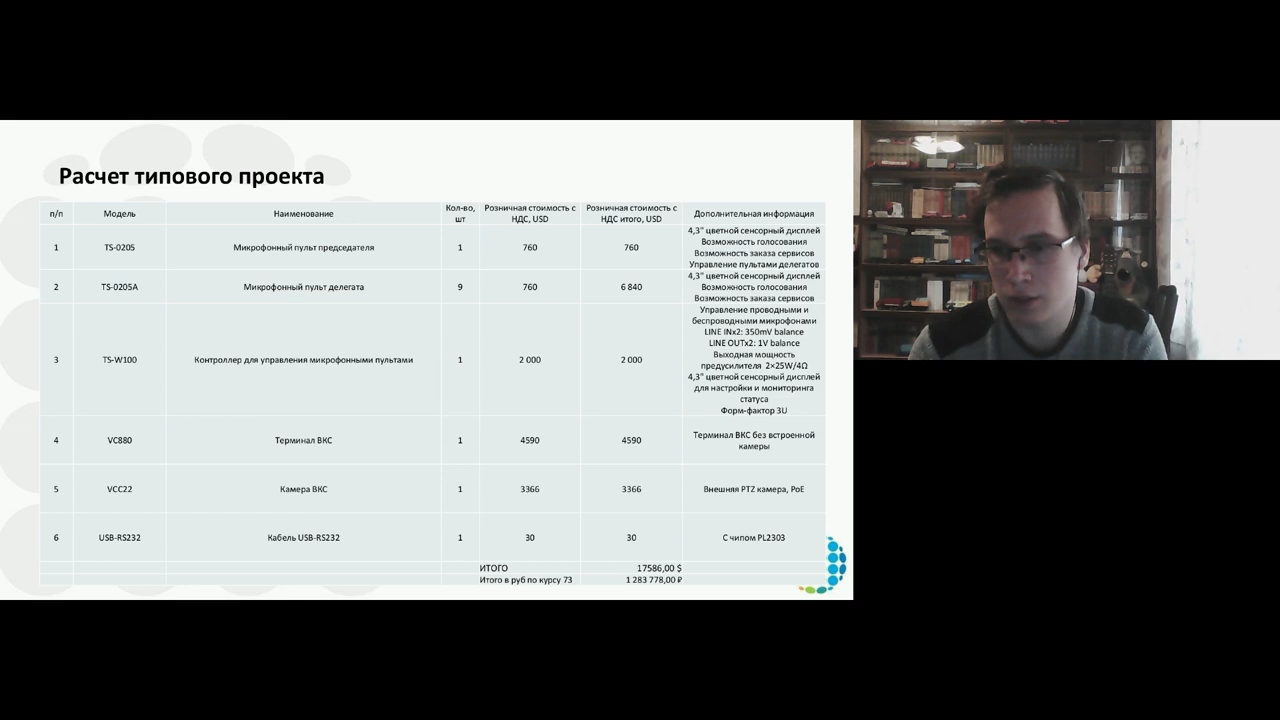 Расчет типового проекта
п/п Модель Наименование Кол-во, шт Розничная стоимость с НДС, USD Розничная стоимость с НДС итого, USD Дополнительная информация
1 TS-0205 Микрофонный пульт председателя 1 760 760 4,3" цветной сенсорный дисплей
Возможность голосования
Возможность заказа сервисов
Управление пультами делегатов
2 TS-0205A Микрофонный пульт делегата 9 760 6 840 4,3" цветной сенсорный дисплей
Возможность голосования
Возможность заказа сервисов
3 TS-W100 Контроллер для управления микрофонными пультами 1 2 000 2 000 Управление проводными и
беспроводными микрофонами
LINE INx2: 350mV balance
LINE OUTx2: 1V balance
Выходная мощность
предусилителя 2×25W/4Ω
4,3" цветной сенсорный дисплей
для настройки и мониторинга
статуса
Форм-фактор 3U
4 VC880 Терминал ВКС 1 4590 4590 Терминал ВКС без встроенной
камеры
5 VCC22 Камера ВКС 1 3366 3366 Внешняя PTZ камера, PoE
6 USB-RS232 Кабель USB-RS232 1 30 30 С чипом PL2303
ИТОГО 17586,00 $
Итого в руб по курсу 73 1 283 778,00 ₽